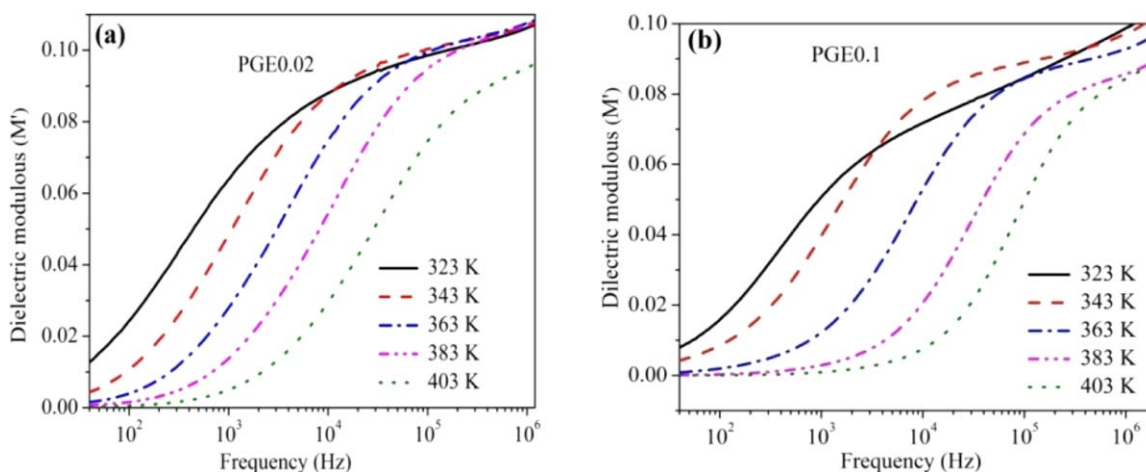 (a)
PGE0.02
Dielectric modulous (M')
0.10
0.08
0.06
0.04
0.02
0.00
323 K
343 K
363 K
383 K
403 K
10² 10³ 10⁴ 10⁵ 10⁶
Frequency (Hz)
(b)
PGE0.1
Dilectric modulous (M')
0.10
0.08
0.06
0.04
0.02
0.00
323 K
343 K
363 K
383 K
403 K
10² 10³ 10⁴ 10⁵ 10⁶
Frequency (Hz)